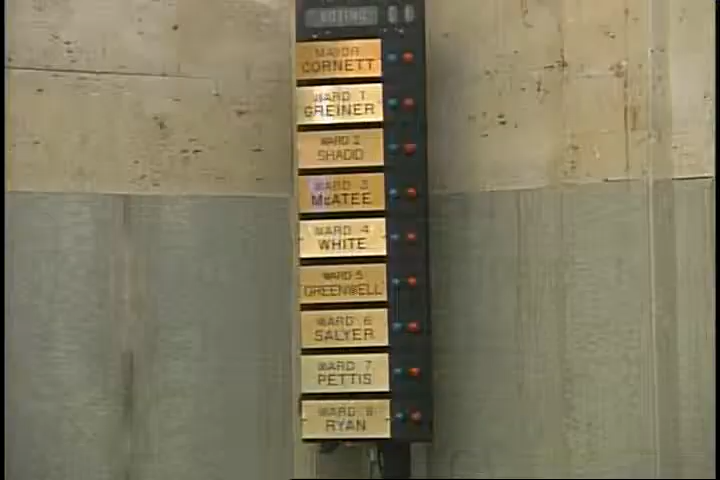 VOTING
MAYOR
CORNETT
WARD 1
GREINER
WARD 2
SHADID
WARD 3
McATEE
WARD 4
WHITE
WARD 5
GREENWELL
WARD 6
SALYER
WARD 7
PETTIS
WARD 8
RYAN